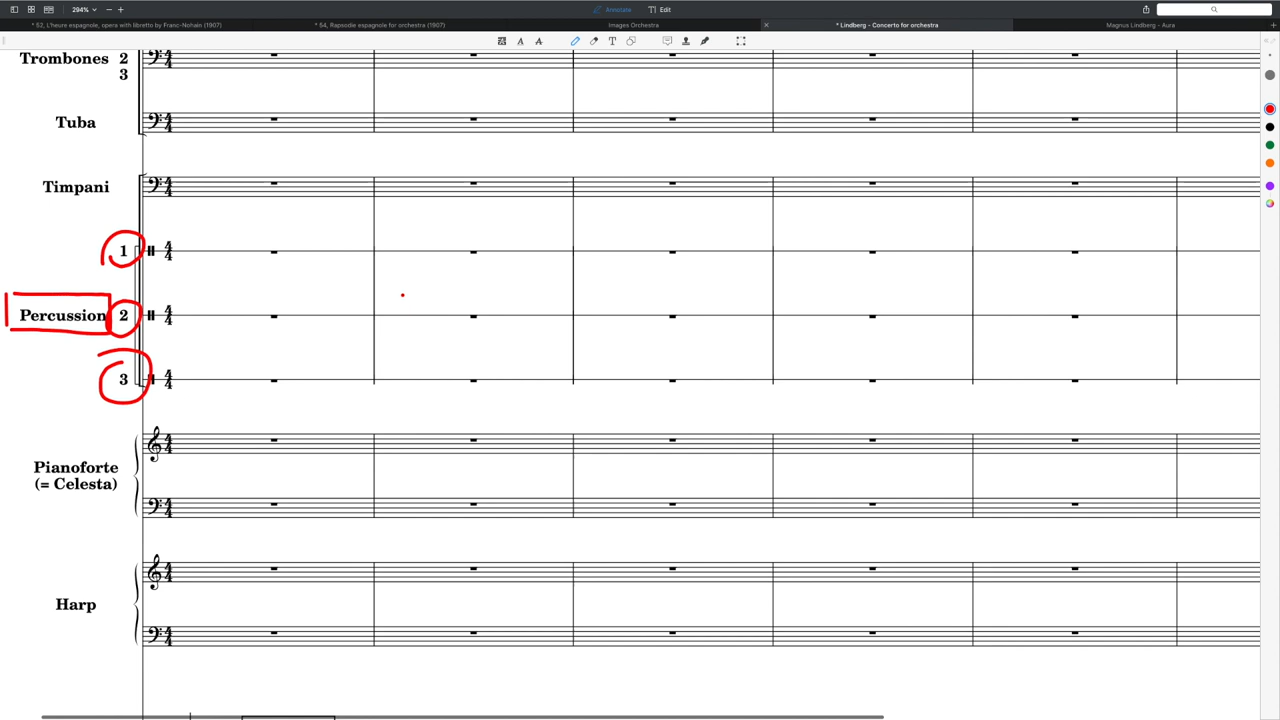 294%
Annotate
Edit
* 52, L'heure espagnole, opera with libretto by Franc-Nohain (1907)
* 54, Rapsodie espagnole for orchestra (1907)
Images Orchestra
* Lindberg - Concerto for orchestra
Magnus Lindberg - Aura
Trombones 2
3
Tuba
Timpani
1
Percussion 2
3
Pianoforte
(= Celesta)
Harp